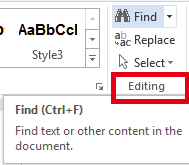 AaBbCcI
Find
Replace
Style3
Select
Editing
Find (Ctrl+F)
Find text or other content in the
document.